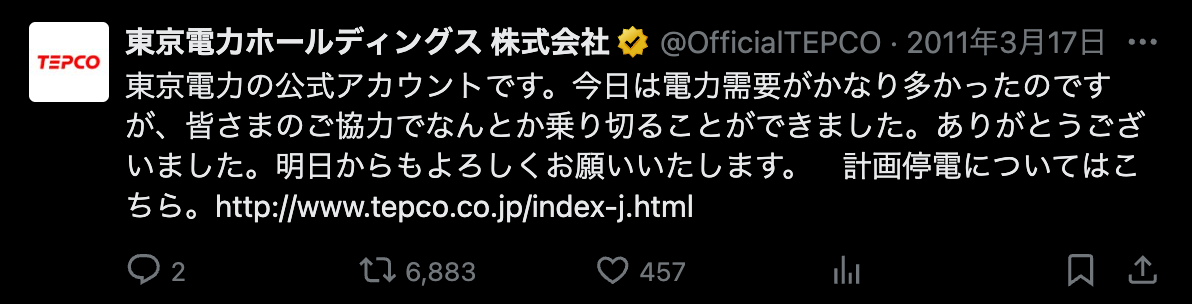 TEPCO
東京電力ホールディングス 株式会社 @OfficialTEPCO · 2011年3月17日
東京電力の公式アカウントです。今日は電力需要がかなり多かったのです
が、皆さまのご協力でなんとか乗り切ることができました。ありがとうござ
いました。明日からもよろしくお願いいたします。　計画停電についてはこ
ちら。http://www.tepco.co.jp/index-j.html
2 6,883 457